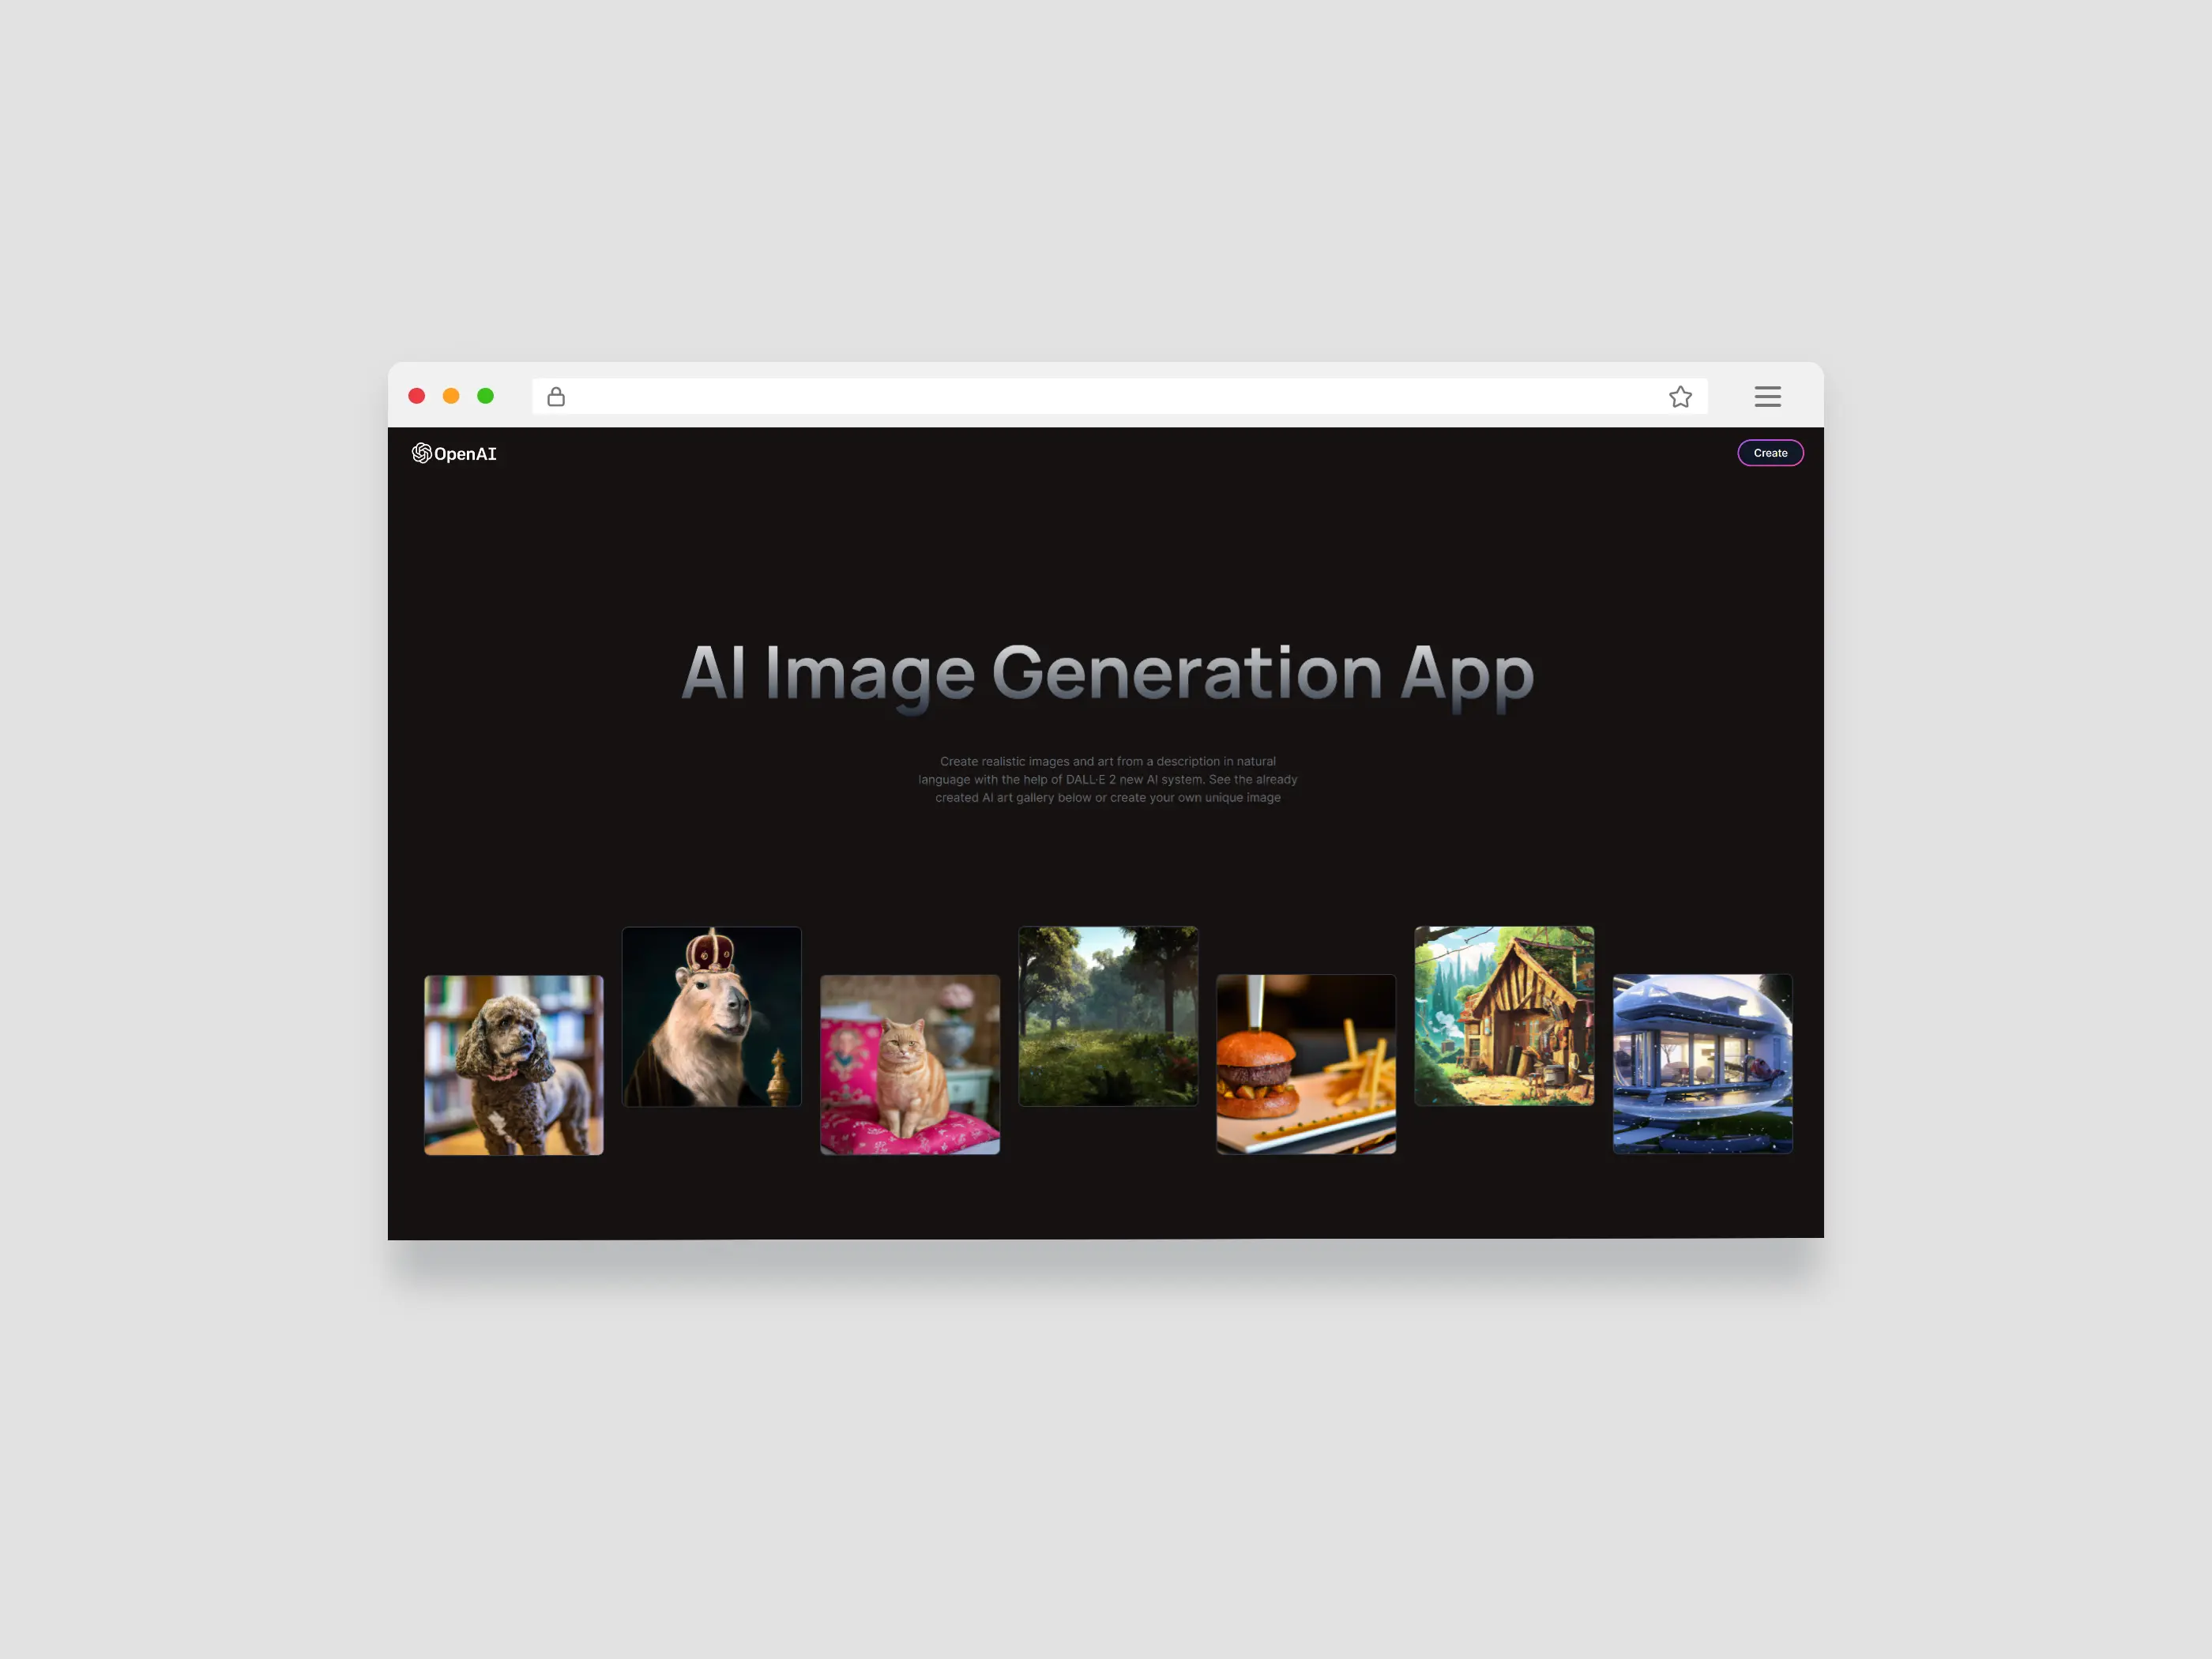 OpenAI
Create
AI Image Generation App
Create realistic images and art from a description in natural
language with the help of DALL·E 2 new AI system. See the already
created AI art gallery below or create your own unique image